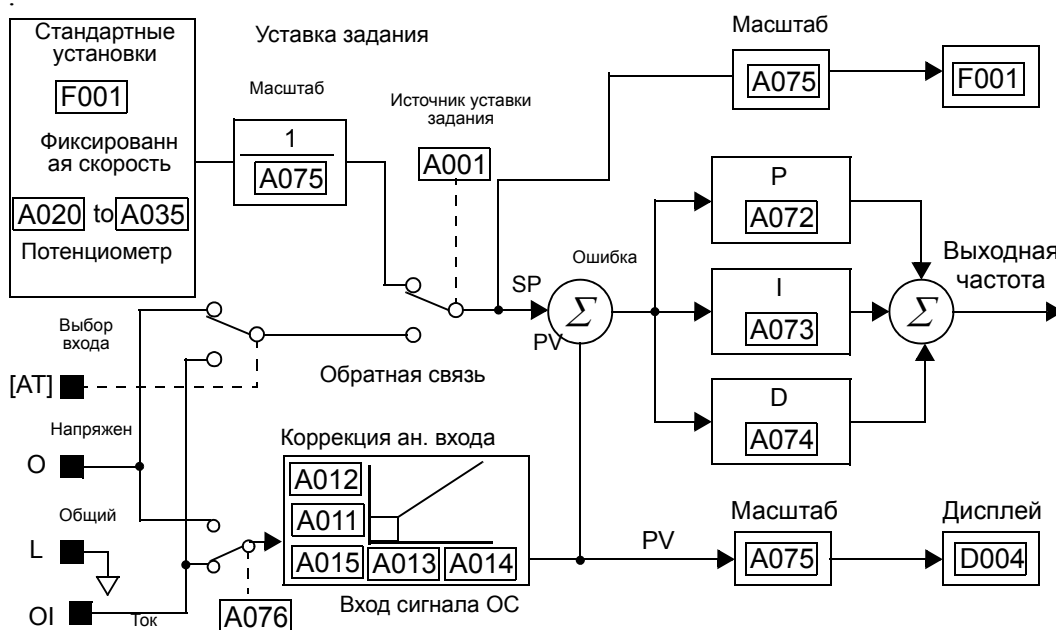 Стандартные
установки
F001
Фиксированн
ая скорость
A020 to A035
Потенциометр
Уставка задания
Масштаб
1
A075
Источник уставки
задания
A001
Масштаб
A075
F001
P
A072
I
A073
D
A074
Ошибка
SP
Σ
PV
Σ
Выходная
частота
Выбор
входа
[AT]
Обратная связь
Напряжен
O
Общий
L
OI
Ток
A076
Коррекция ан. входа
A012
A011
A015 A013 A014
Вход сигнала ОС
PV
Масштаб
A075
Дисплей
D004